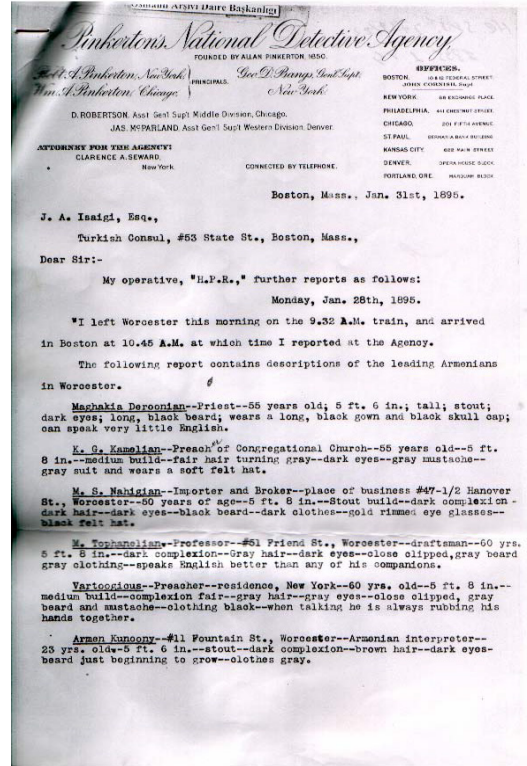 Osmanlı Arşivi Daire Başkanlığı
Pinkerton's National Detective Agency.
FOUNDED BY ALLAN PINKERTON, 1850.
Robt. A. Pinkerton, New York.
Wm. A. Pinkerton, Chicago.
PRINCIPALS.
Geo. D. Bangs, Gen'l Supt.
New York
D. ROBERTSON, Asst Gen'l Sup't Middle Division, Chicago.
JAS. McPARLAND, Asst Gen'l Sup't Western Division, Denver.
ATTORNEY FOR THE AGENCY:
CLARENCE A. SEWARD,
New York.
CONNECTED BY TELEPHONE.
OFFICES.
BOSTON, FEDERAL STREET.
JOHN CORNISH, Supt
NEW YORK, EXCHANGE PLACE.
PHILADELPHIA, CHESTNUT STREET.
CHICAGO, 201 FIFTH AVENUE.
ST. PAUL, GERMANIA BANK BUILDING
KANSAS CITY, 622 MAIN STREET
DENVER, OPERA HOUSE BLOCK.
PORTLAND, ORE. MARQUAM BLOCK
Boston, Mass., Jan. 31st, 1895.
J. A. Isaigi, Esq.,
Turkish Consul, #53 State St., Boston, Mass.,
Dear Sir:-
My operative, "H.P.R.," further reports as follows:
Monday, Jan. 28th, 1895.
"I left Worcester this morning on the 9.32 A.M. train, and arrived
in Boston at 10.45 A.M. at which time I reported at the Agency.
The following report contains descriptions of the leading Armenians
in Worcester.
Maghakia Deroonian--Priest--55 years old; 5 ft. 6 in.; tall; stout;
dark eyes; long, black beard; wears a long, black gown and black skull cap;
can speak very little English.
K. G. Kamelian--Preacher of Congregational Church--55 years old--5 ft.
8 in.--medium build--fair hair turning gray--dark eyes--gray mustache--
gray suit and wears a soft felt hat.
M. S. Nahigian--Importer and Broker--place of business #47-1/2 Hanover
St., Worcester--50 years of age--5 ft. 8 in.--Stout build--dark complexion -
dark hair--dark eyes--black beard--dark clothes--gold rimmed eye glasses--
black felt hat.
M. Tophanelian--Professor--#51 Friend St., Worcester--draftsman--60 yrs.
5 ft. 8 in.--dark complexion--Gray hair--dark eyes--close clipped, gray beard
gray clothing--speaks English better than any of his companions.
Vartoogious--Preacher--residence, New York--60 yrs. old--5 ft. 8 in.--
medium build--complexion fair--gray hair--gray eyes--close clipped, gray
beard and mustache--clothing black--when talking he is always rubbing his
hands together.
Armen Kunoony--#11 Fountain St., Worcester--Armenian interpreter--
23 yrs. old--5 ft. 6 in.--stout--dark complexion--brown hair--dark eyes-
beard just beginning to grow--clothes gray.